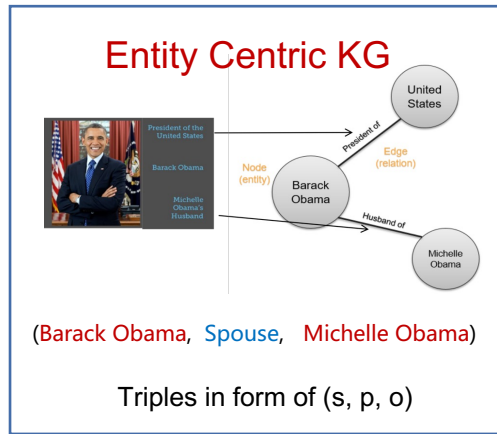 Entity Centric KG
President of the
United States
Barack Obama
Michelle
Obama's
Husband
United
States
President of
Edge
(relation)
Node
(entity)
Barack
Obama
Husband of
Michelle
Obama
(Barack Obama, Spouse, Michelle Obama)
Triples in form of (s, p, o)